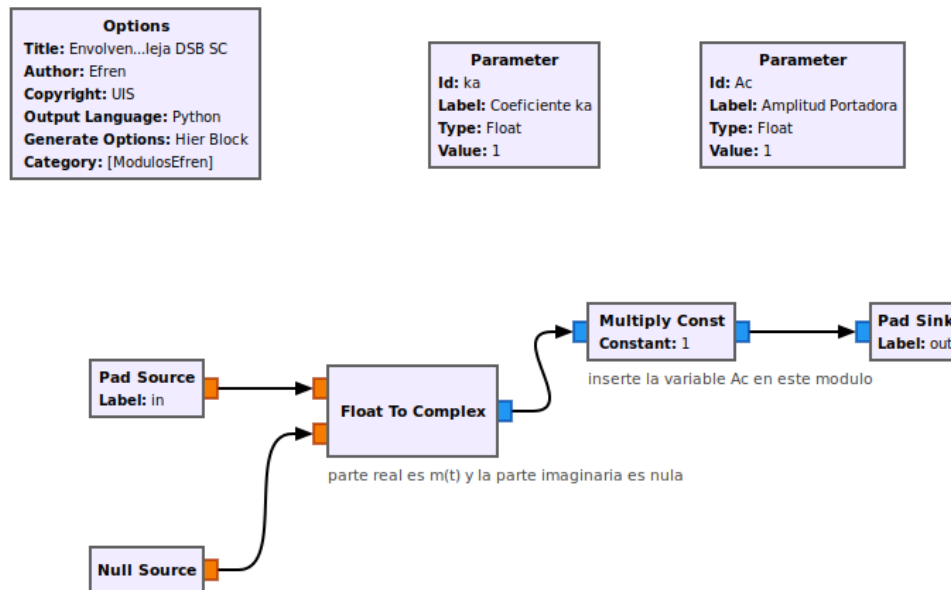 Options
Title: Envolven...leja DSB SC
Author: Efren
Copyright: UIS
Output Language: Python
Generate Options: Hier Block
Category: [ModulosEfren]
Parameter
Id: ka
Label: Coeficiente ka
Type: Float
Value: 1
Parameter
Id: Ac
Label: Amplitud Portadora
Type: Float
Value: 1
Multiply Const
Constant: 1
inserte la variable Ac en este modulo
Pad Sink
Label: out
Pad Source
Label: in
Float To Complex
parte real es m(t) y la parte imaginaria es nula
Null Source